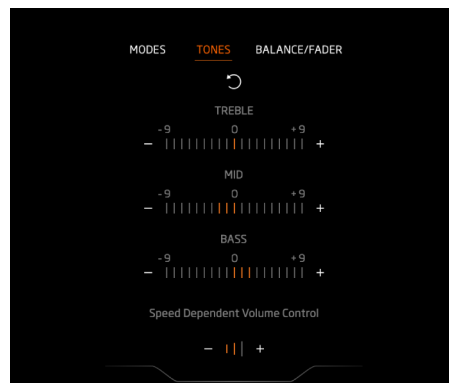 MODES TONES BALANCE/FADER
TREBLE
-9 0 +9
− +
MID
-9 0 +9
− +
BASS
-9 0 +9
− +
Speed Dependent Volume Control
− +